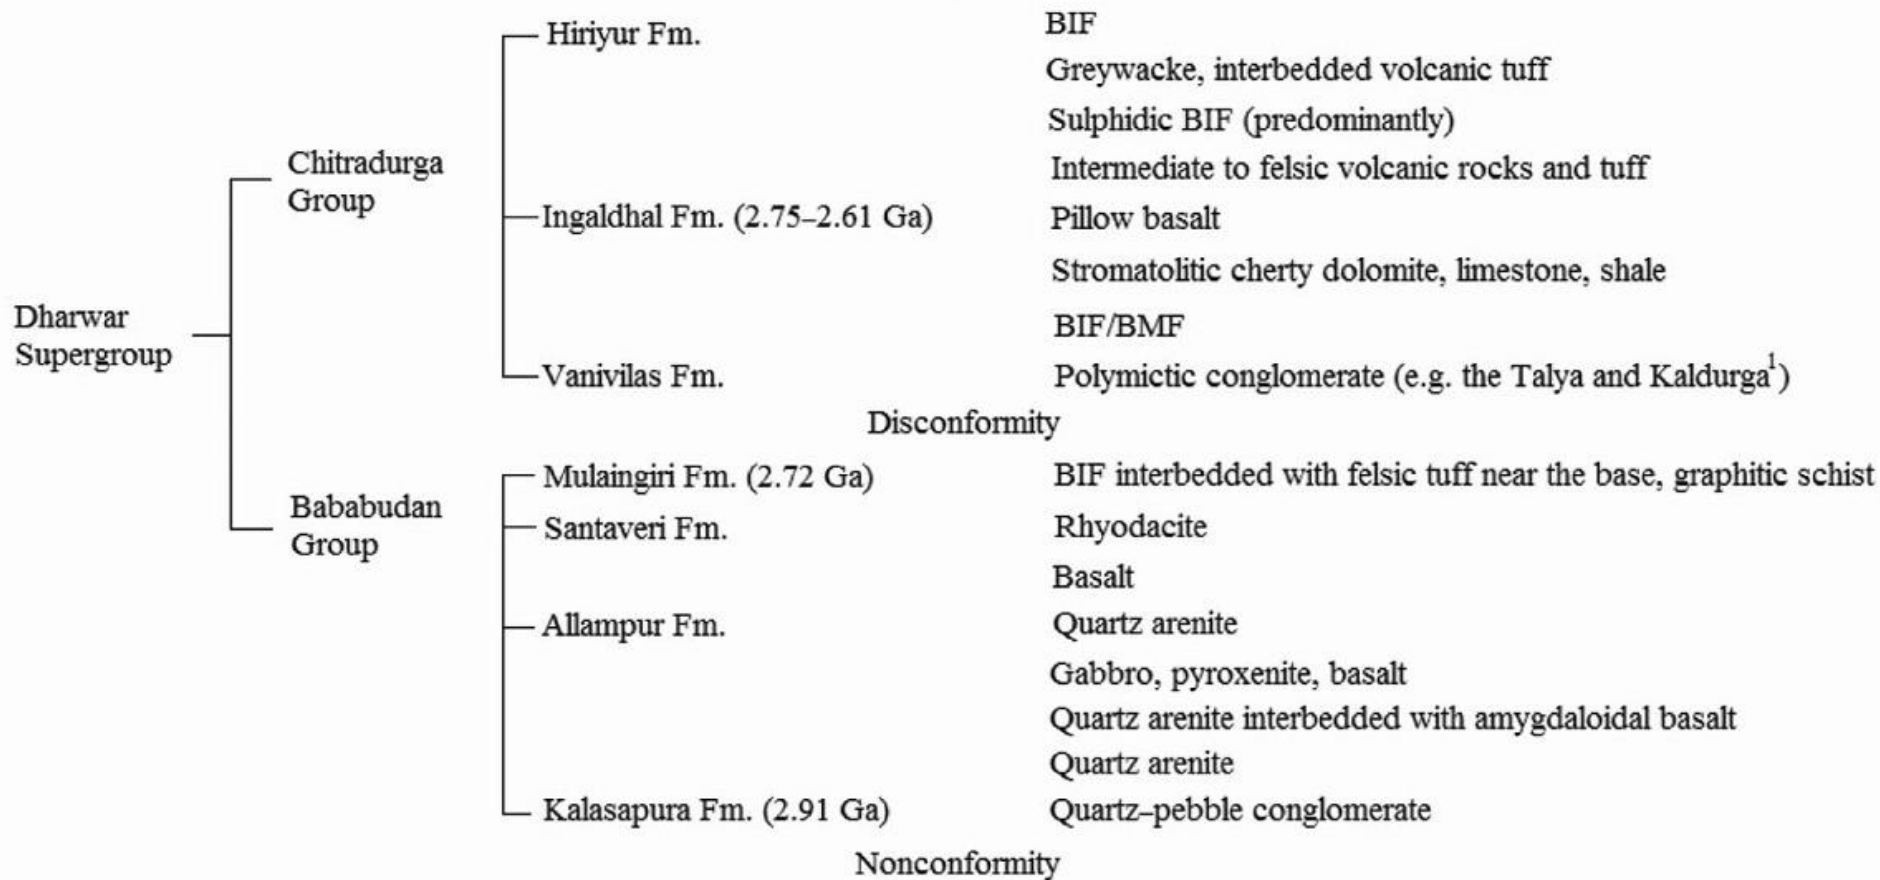 Hiriyur Fm. BIF
Greywacke, interbedded volcanic tuff
Sulphidic BIF (predominantly)
Chitradurga
Group
Intermediate to felsic volcanic rocks and tuff
Ingaldhal Fm. (2.75–2.61 Ga) Pillow basalt
Stromatolitic cherty dolomite, limestone, shale
Dharwar
Supergroup
BIF/BMF
Vanivilas Fm. Polymictic conglomerate (e.g. the Talya and Kaldurga¹)
Disconformity
Mulaingiri Fm. (2.72 Ga) BIF interbedded with felsic tuff near the base, graphitic schist
Bababudan
Group
Santaveri Fm. Rhyodacite
Basalt
Allampur Fm. Quartz arenite
Gabbro, pyroxenite, basalt
Quartz arenite interbedded with amygdaloidal basalt
Quartz arenite
Kalasapura Fm. (2.91 Ga) Quartz–pebble conglomerate
Nonconformity